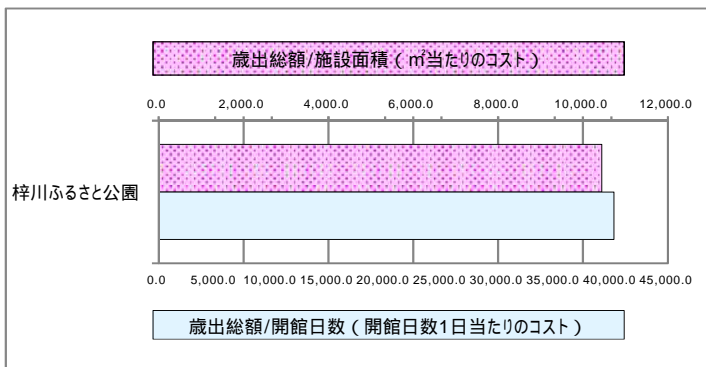 歳出総額/施設面積（㎡当たりのコスト）
0.0 2,000.0 4,000.0 6,000.0 8,000.0 10,000.0 12,000.0
梓川ふるさと公園
0.0 5,000.0 10,000.0 15,000.0 20,000.0 25,000.0 30,000.0 35,000.0 40,000.0 45,000.0
歳出総額/開館日数（開館日数1日当たりのコスト）